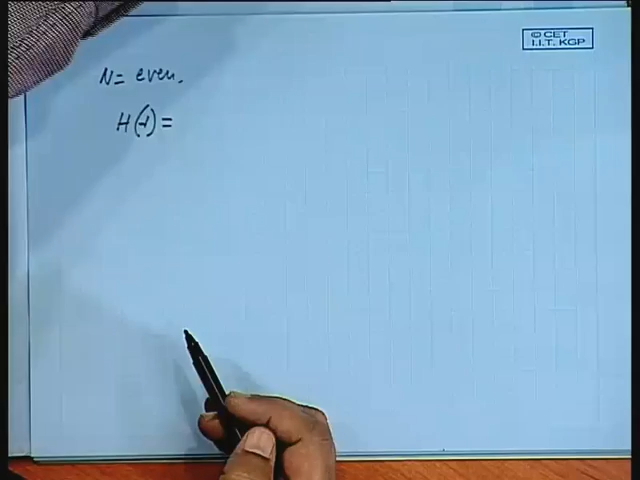 © CET
I.I.T. KGP
N= even.
H(-1)=